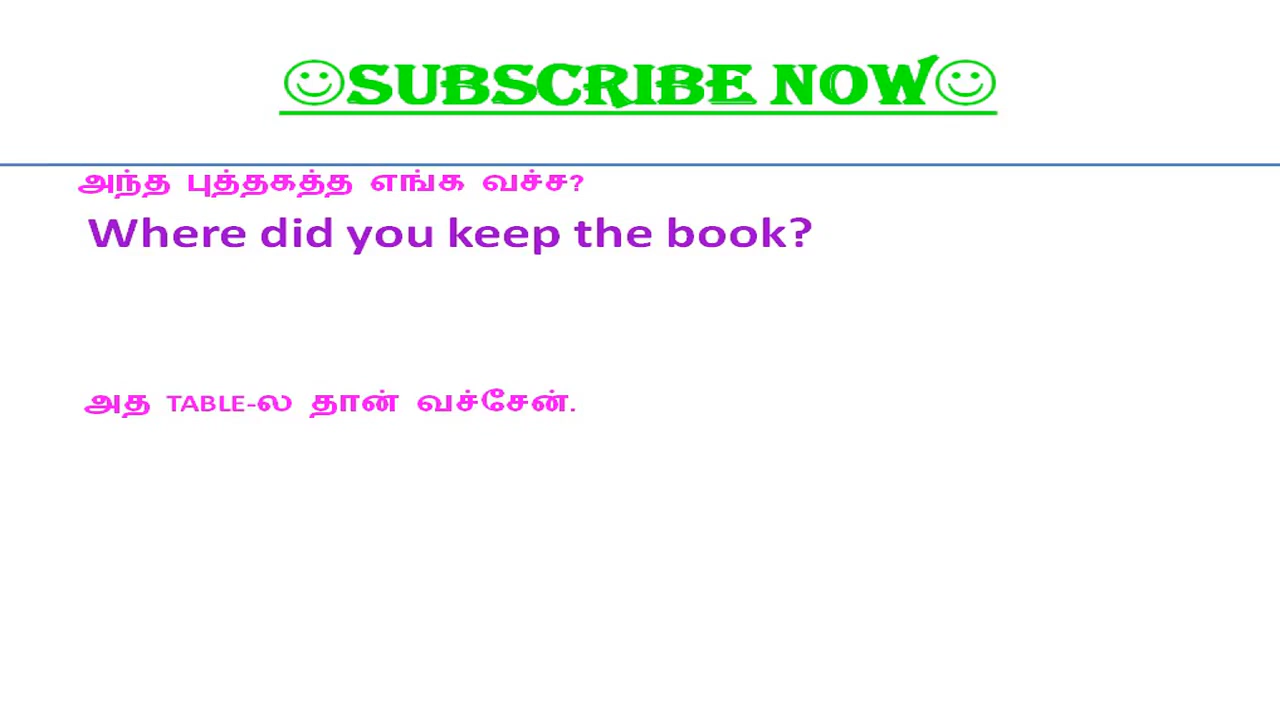 ☺SUBSCRIBE NOW☺
அந்த புத்தகத்த எங்க வச்ச?
Where did you keep the book?
அத TABLE-ல தான் வச்சேன்.